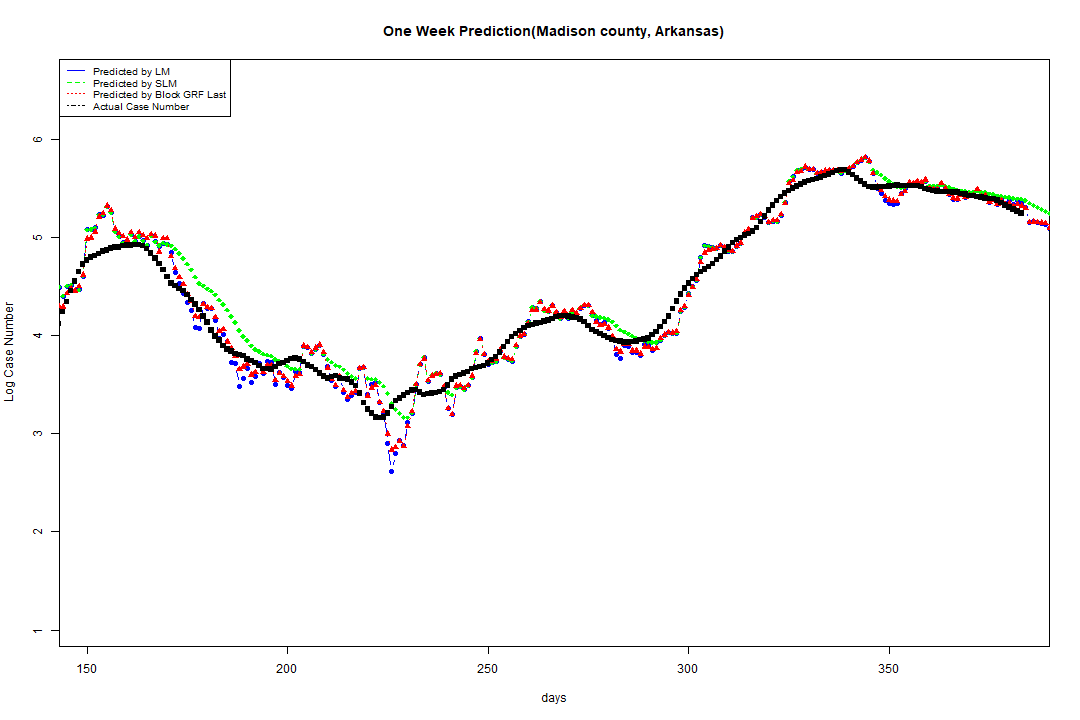 One Week Prediction(Madison county, Arkansas)
Predicted by LM
Predicted by SLM
Predicted by Block GRF Last
Actual Case Number
6
5
4
3
2
1
Log Case Number
150 200 250 300 350
days